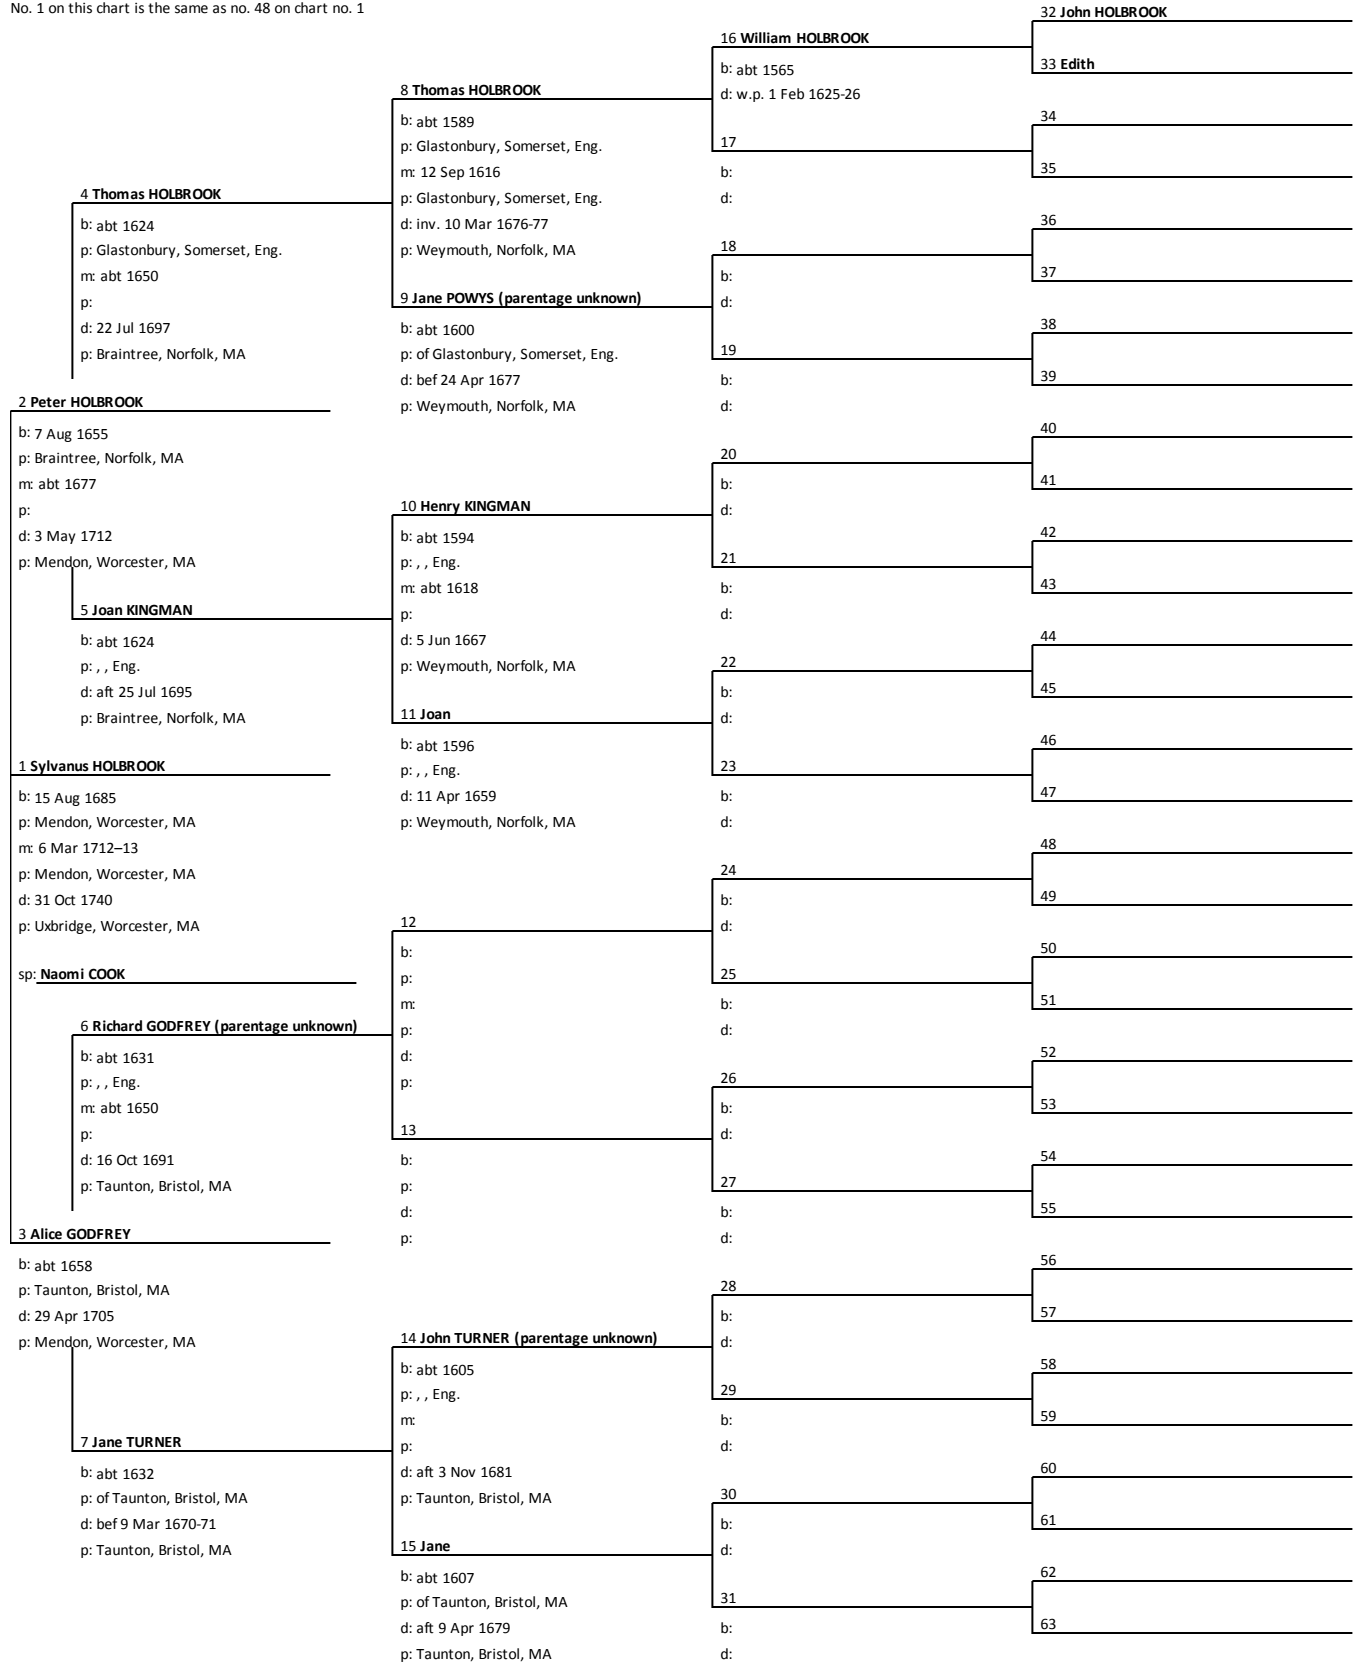 No. 1 on this chart is the same as no. 48 on chart no. 1
4 Thomas HOLBROOK
b: abt 1624
p: Glastonbury, Somerset, Eng.
m: abt 1650
p:
d: 22 Jul 1697
p: Braintree, Norfolk, MA
2 Peter HOLBROOK
b: 7 Aug 1655
p: Braintree, Norfolk, MA
m: abt 1677
p:
d: 3 May 1712
p: Mendon, Worcester, MA
5 Joan KINGMAN
b: abt 1624
p: , , Eng.
d: aft 25 Jul 1695
p: Braintree, Norfolk, MA
1 Sylvanus HOLBROOK
b: 15 Aug 1685
p: Mendon, Worcester, MA
m: 6 Mar 1712–13
p: Mendon, Worcester, MA
d: 31 Oct 1740
p: Uxbridge, Worcester, MA
sp: Naomi COOK
6 Richard GODFREY (parentage unknown)
b: abt 1631
p: , , Eng.
m: abt 1650
p:
d: 16 Oct 1691
p: Taunton, Bristol, MA
3 Alice GODFREY
b: abt 1658
p: Taunton, Bristol, MA
d: 29 Apr 1705
p: Mendon, Worcester, MA
7 Jane TURNER
b: abt 1632
p: of Taunton, Bristol, MA
d: bef 9 Mar 1670-71
p: Taunton, Bristol, MA
8 Thomas HOLBROOK
b: abt 1589
p: Glastonbury, Somerset, Eng.
m: 12 Sep 1616
p: Glastonbury, Somerset, Eng.
d: inv. 10 Mar 1676-77
p: Weymouth, Norfolk, MA
9 Jane POWYS (parentage unknown)
b: abt 1600
p: of Glastonbury, Somerset, Eng.
d: bef 24 Apr 1677
p: Weymouth, Norfolk, MA
10 Henry KINGMAN
b: abt 1594
p: , , Eng.
m: abt 1618
p:
d: 5 Jun 1667
p: Weymouth, Norfolk, MA
11 Joan
b: abt 1596
p: , , Eng.
d: 11 Apr 1659
p: Weymouth, Norfolk, MA
12
b:
p:
m:
p:
d:
p:
13
b:
p:
d:
p:
14 John TURNER (parentage unknown)
b: abt 1605
p: , , Eng.
m:
p:
d: aft 3 Nov 1681
p: Taunton, Bristol, MA
15 Jane
b: abt 1607
p: of Taunton, Bristol, MA
d: aft 9 Apr 1679
p: Taunton, Bristol, MA
16 William HOLBROOK
b: abt 1565
d: w.p. 1 Feb 1625-26
17
b:
d:
18
b:
d:
19
b:
d:
20
b:
d:
21
b:
d:
22
b:
d:
23
b:
d:
24
b:
d:
25
b:
d:
26
b:
d:
27
b:
d:
28
b:
d:
29
b:
d:
30
b:
d:
31
b:
d:
32 John HOLBROOK
33 Edith
34
35
36
37
38
39
40
41
42
43
44
45
46
47
48
49
50
51
52
53
54
55
56
57
58
59
60
61
62
63